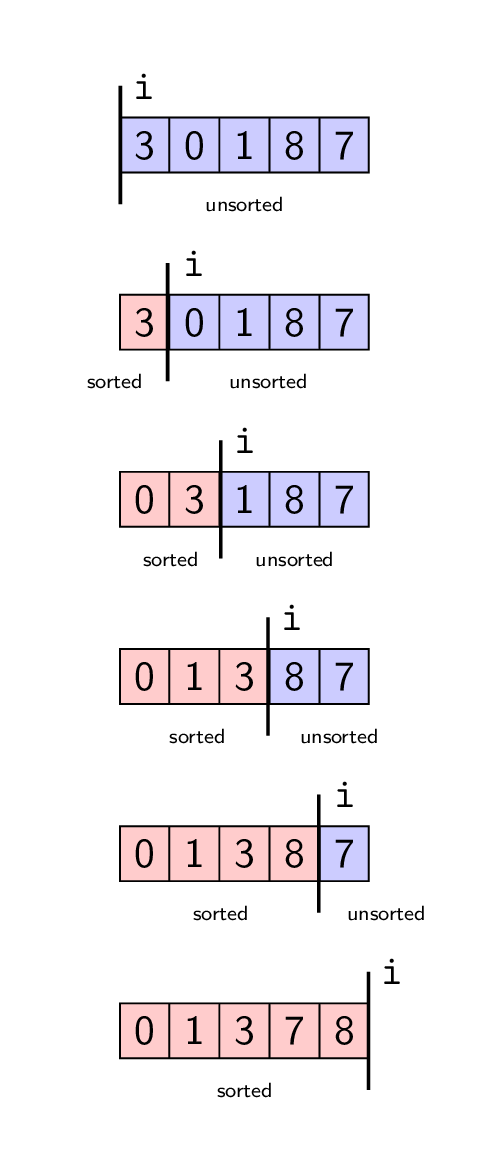 i
3 0 1 8 7
unsorted
i
3 0 1 8 7
sorted unsorted
i
0 3 1 8 7
sorted unsorted
i
0 1 3 8 7
sorted unsorted
i
0 1 3 8 7
sorted unsorted
i
0 1 3 7 8
sorted